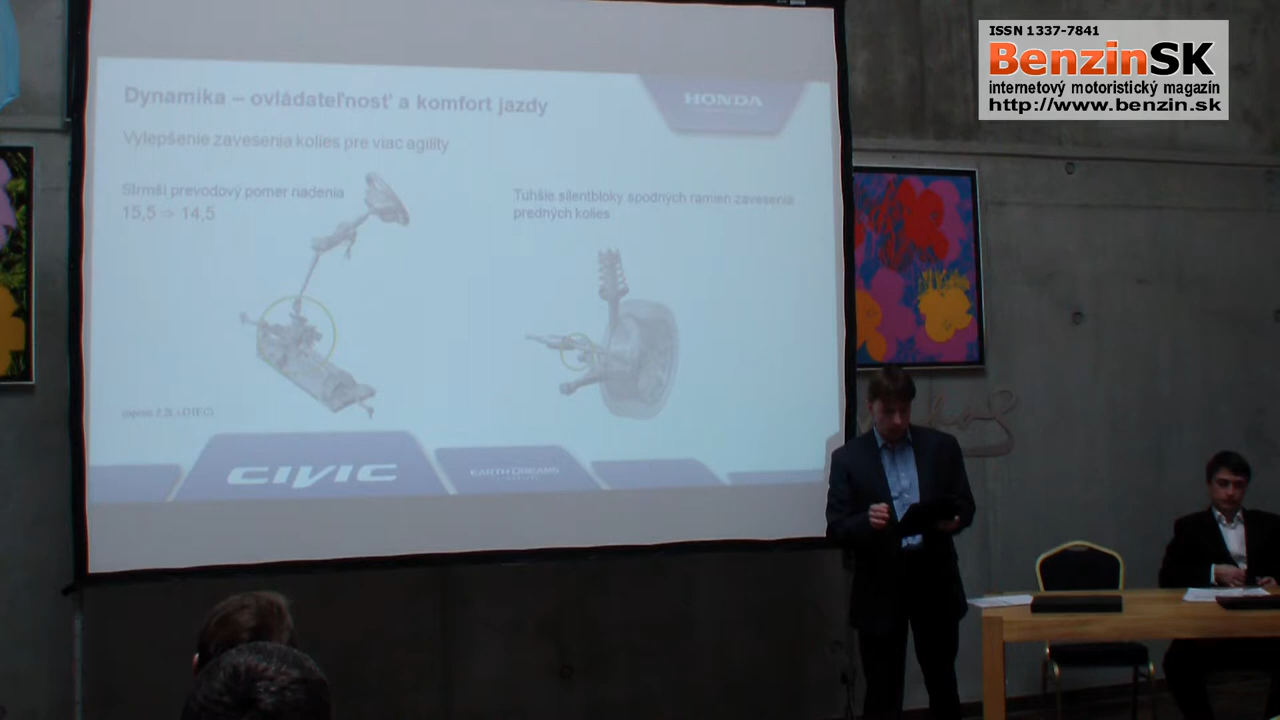 ISSN 1337-7841
BenzinSK
internetový motoristický magazín
http://www.benzin.sk
HONDA
Dynamika – ovládateľnosť a komfort jazdy
Vylepšenie zavesenia kolies pre viac agility
Strmší prevodový pomer riadenia
15,5 ⇨ 14,5
Tuhšie silentbloky spodných ramien zavesenia
predných kolies
CIVIC
EARTH DREAMS